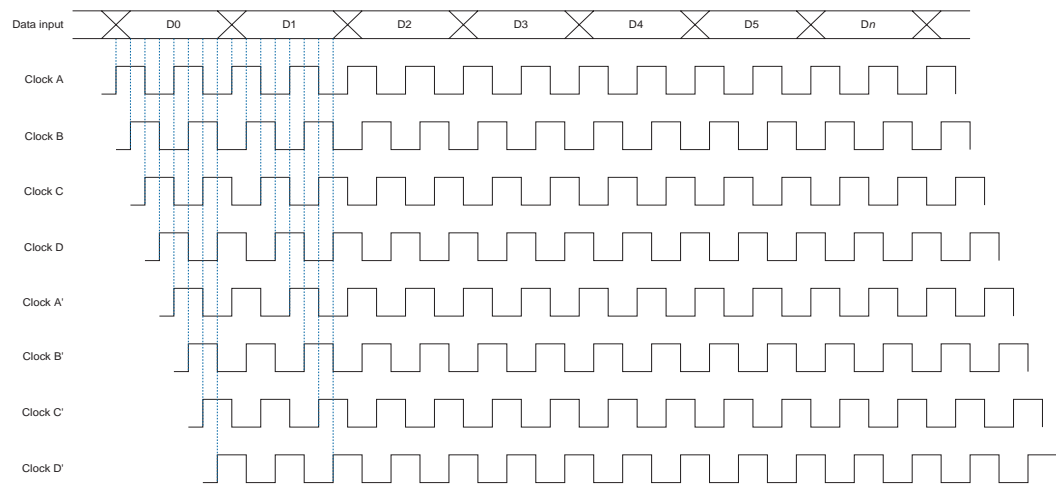 Data input D0 D1 D2 D3 D4 D5 Dn
Clock A
Clock B
Clock C
Clock D
Clock A'
Clock B'
Clock C'
Clock D'